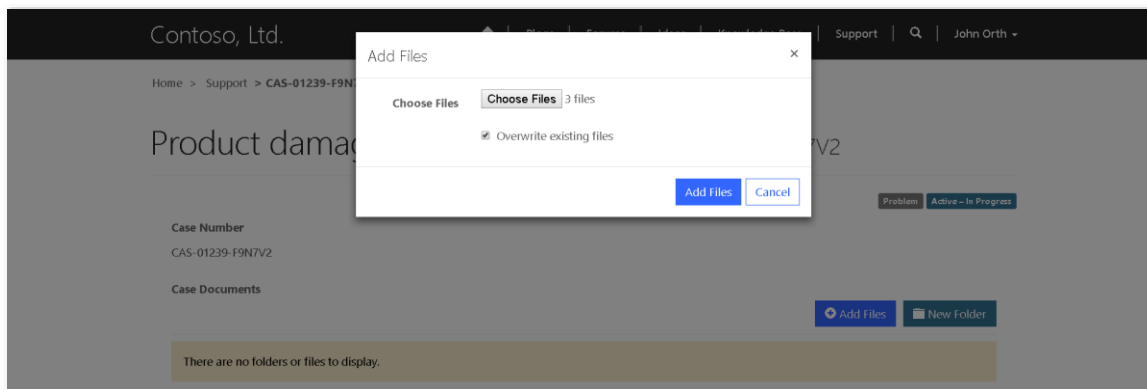 Contoso, Ltd.
Support | John Orth
Add Files ×
Home > Support > CAS-01239-F9N
Choose Files Choose Files 3 files
Overwrite existing files
Product dama 7V2
Add Files Cancel
Problem Active – In Progress
Case Number
CAS-01239-F9N7V2
Case Documents
Add Files New Folder
There are no folders or files to display.